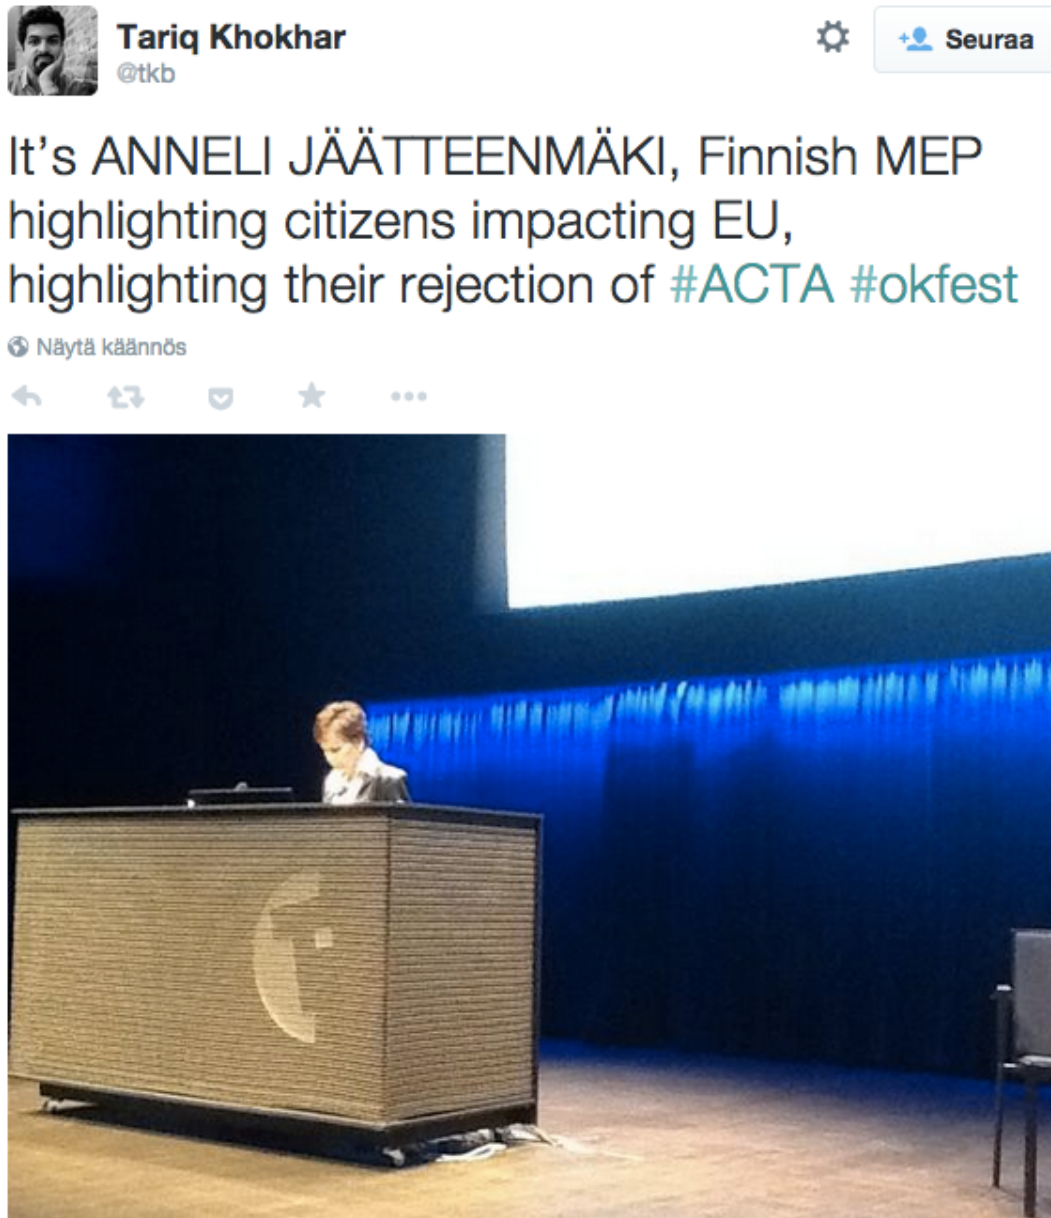 Tariq Khokhar
@tkb
Seuraa
It's ANNELI JÄÄTTEENMÄKI, Finnish MEP
highlighting citizens impacting EU,
highlighting their rejection of #ACTA #okfest
Näytä käännös